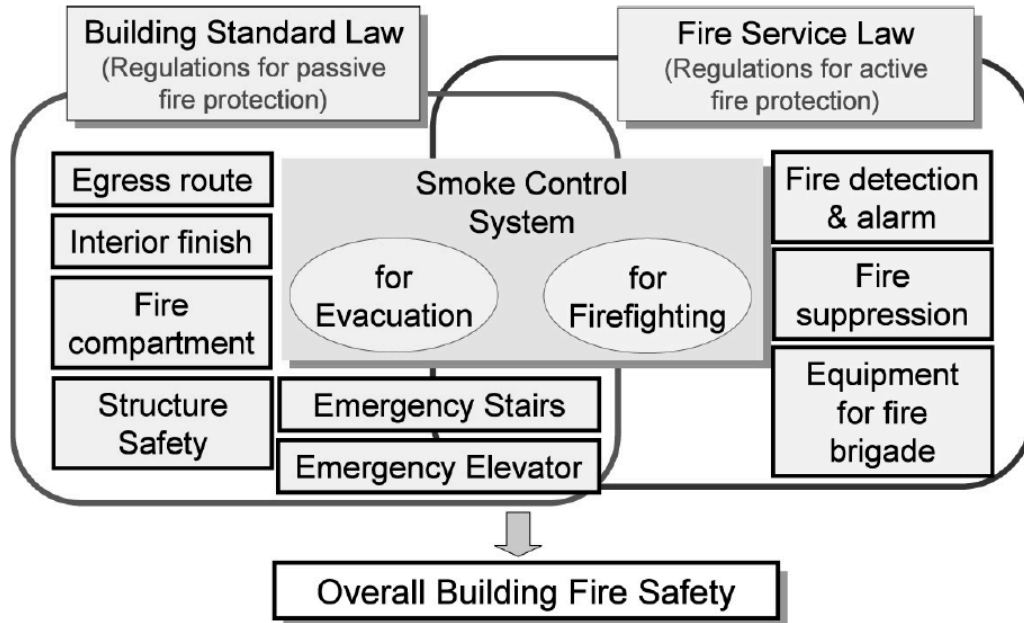 Building Standard Law
(Regulations for passive
fire protection)
Fire Service Law
(Regulations for active
fire protection)
Egress route
Interior finish
Fire
compartment
Structure
Safety
Smoke Control
System
for
Evacuation
for
Firefighting
Emergency Stairs
Emergency Elevator
Fire detection
& alarm
Fire
suppression
Equipment
for fire
brigade
Overall Building Fire Safety